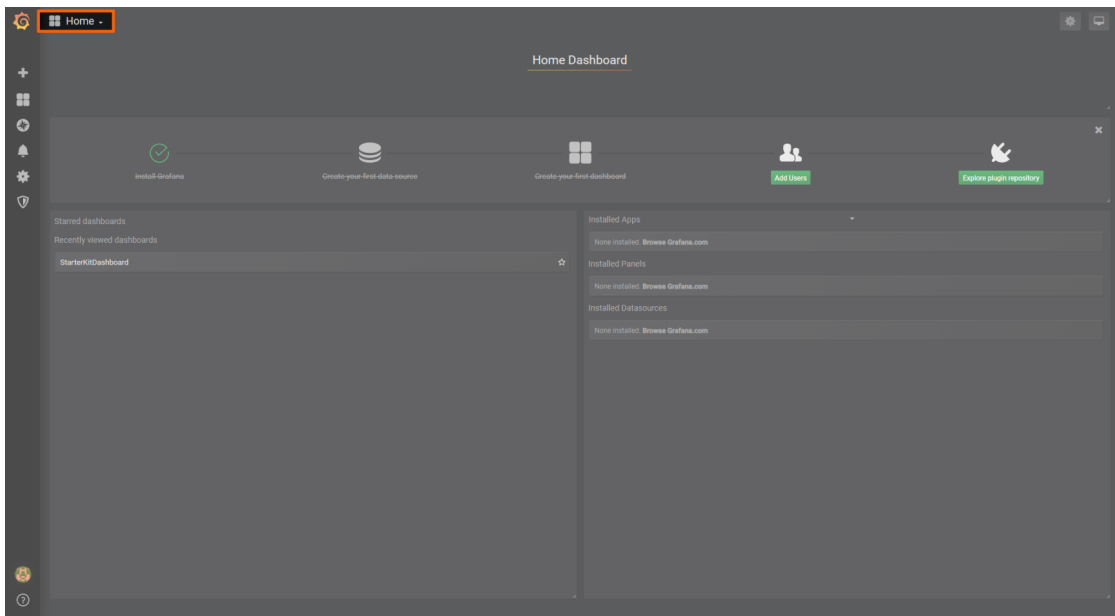 Home
Home Dashboard
Install Grafana
Create your first data source
Create your first dashboard
Add Users
Explore plugin repository
Starred dashboards
Recently viewed dashboards
StarterKitDashboard
Installed Apps
None installed. Browse Grafana.com
Installed Panels
None installed. Browse Grafana.com
Installed Datasources
None installed. Browse Grafana.com